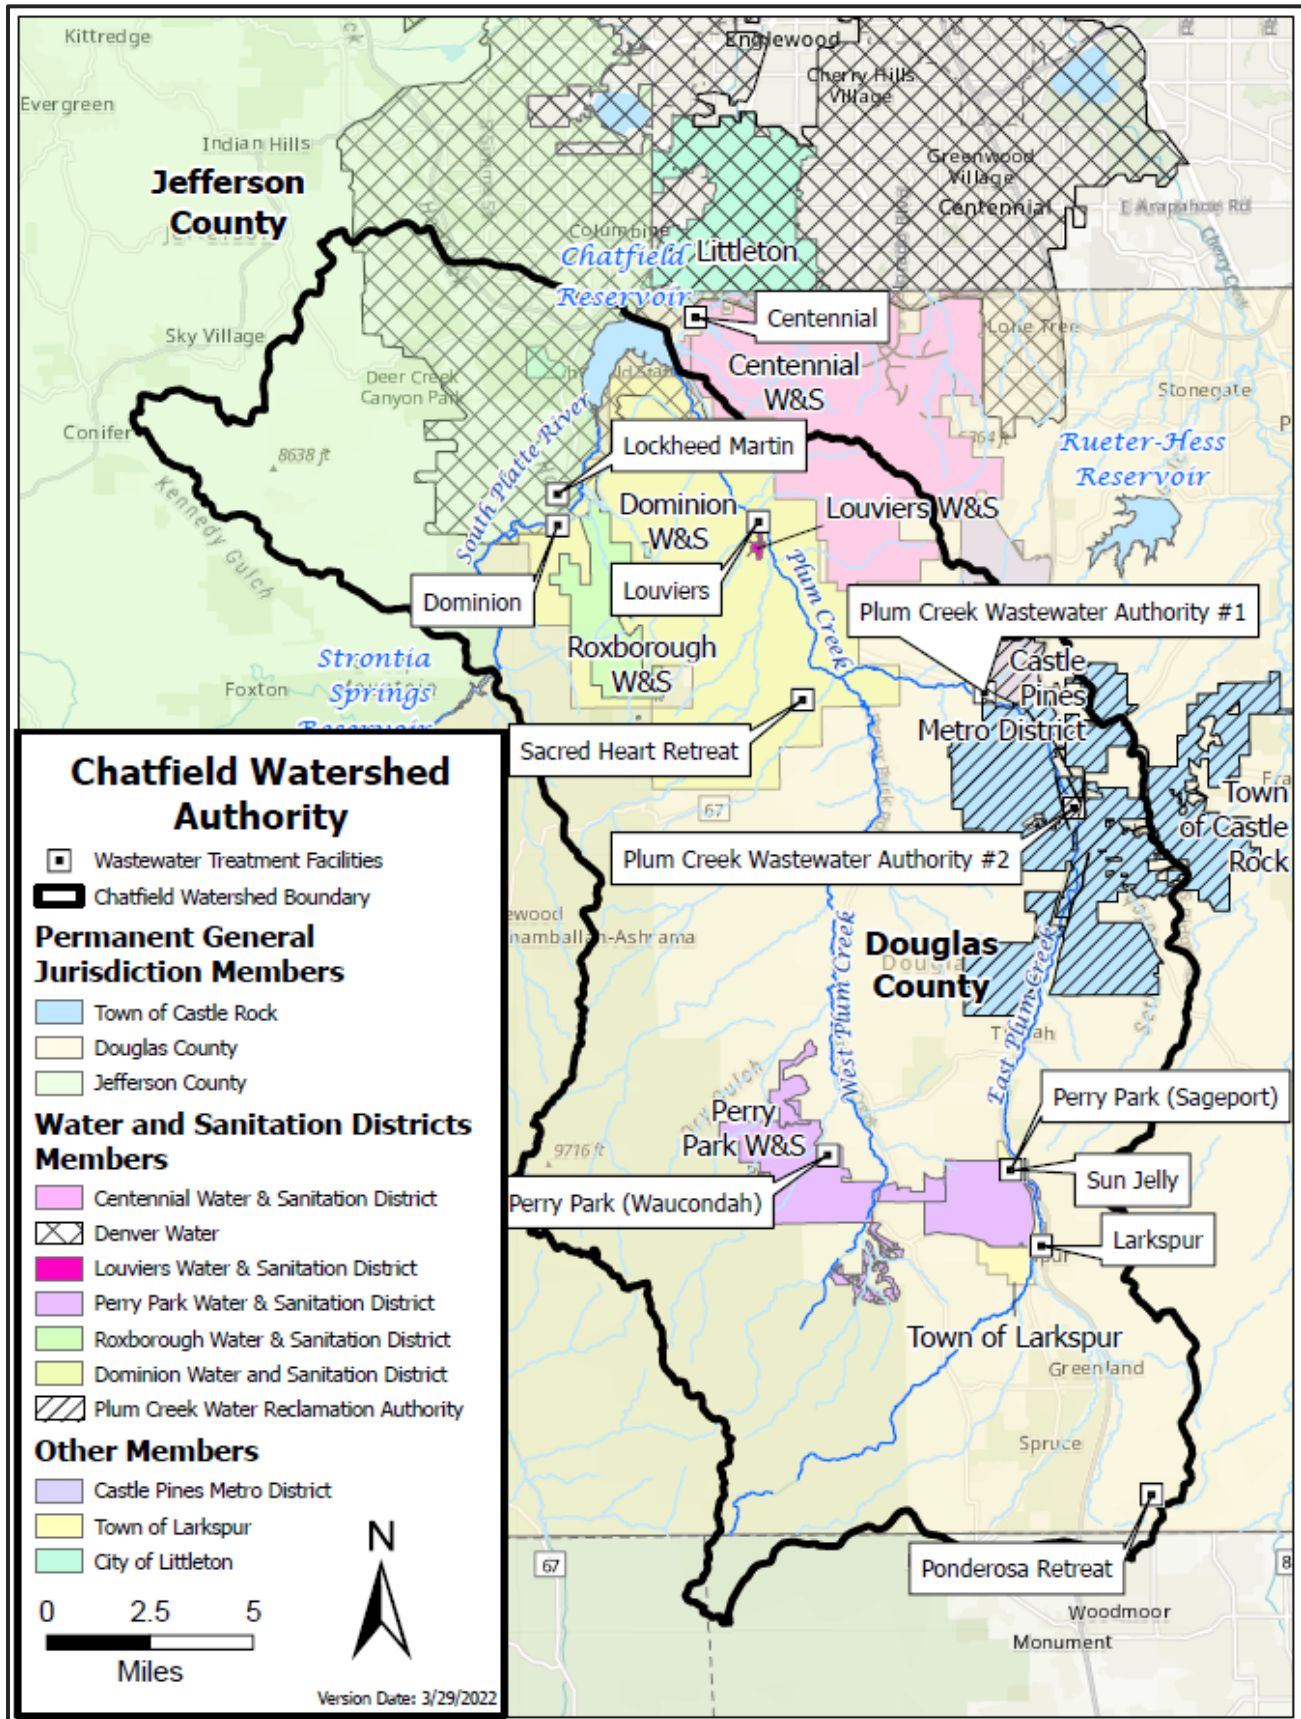 Kittredge
Englewood
Cherry Hills
Village
Evergreen
Indian Hills
Greenwood
Village
Jefferson
County
Centennial
E Arapahoe Rd
Columbine
Littleton
Cherry Creek
Chatfield
Reservoir
Centennial
Sky Village
Lone Tree
Centennial
W&S
Deer Creek
Canyon Park
Stonegate
Conifer
8638 ft
Lockheed Martin
6364 ft
Rueter-Hess
Reservoir
South Platte River
Kennedy Gulch
Dominion
W&S
Louviers W&S
Dominion
Louviers
Plum Creek
Plum Creek Wastewater Authority #1
Roxborough
W&S
Castle
Pines
Metro District
Strontia
Springs
Reservoir
Foxton
Sacred Heart Retreat
67
Town
of Castle
Rock
Plum Creek Wastewater Authority #2
ewood
namballan-Ashrama
West Plum Creek
Douglas
County
East Plum Creek
Perry Park (Sageport)
Perry
Park W&S
9716 ft
Sun Jelly
Perry Park (Waucondah)
Larkspur
Town of Larkspur
Greenland
Spruce
Ponderosa Retreat
67
8
Woodmoor
Monument
Chatfield Watershed
Authority
Wastewater Treatment Facilities
Chatfield Watershed Boundary
Permanent General
Jurisdiction Members
Town of Castle Rock
Douglas County
Jefferson County
Water and Sanitation Districts
Members
Centennial Water & Sanitation District
Denver Water
Louviers Water & Sanitation District
Perry Park Water & Sanitation District
Roxborough Water & Sanitation District
Dominion Water and Sanitation District
Plum Creek Water Reclamation Authority
Other Members
Castle Pines Metro District
Town of Larkspur
City of Littleton
N
0 2.5 5
Miles
Version Date: 3/29/2022